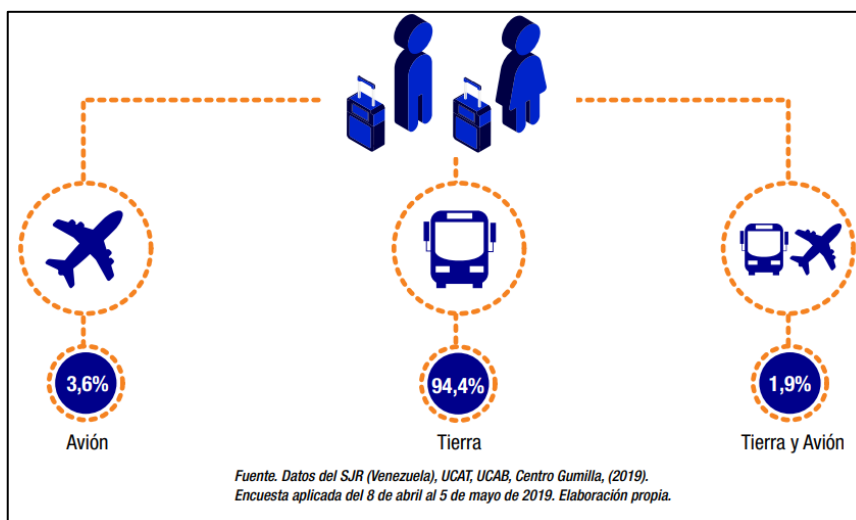 3,6%
94,4%
1,9%
Avión
Tierra
Tierra y Avión
Fuente. Datos del SJR (Venezuela), UCAT, UCAB, Centro Gumilla, (2019).
Encuesta aplicada del 8 de abril al 5 de mayo de 2019. Elaboración propia.